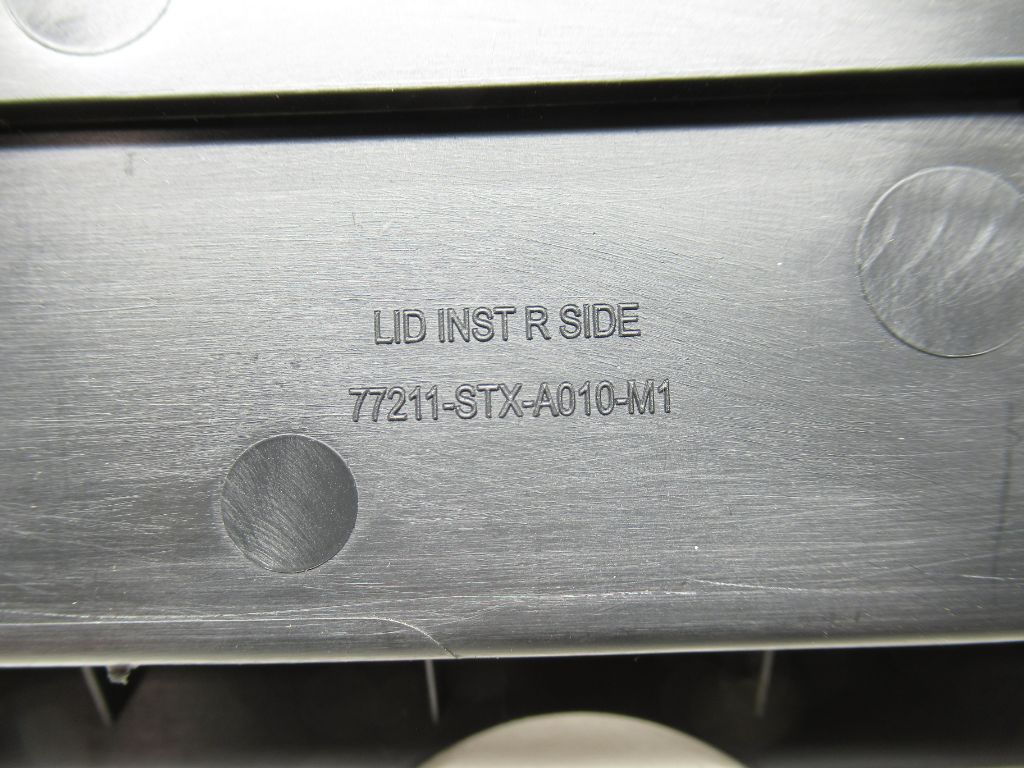 LID INST R SIDE
77211-STX-A010-M1